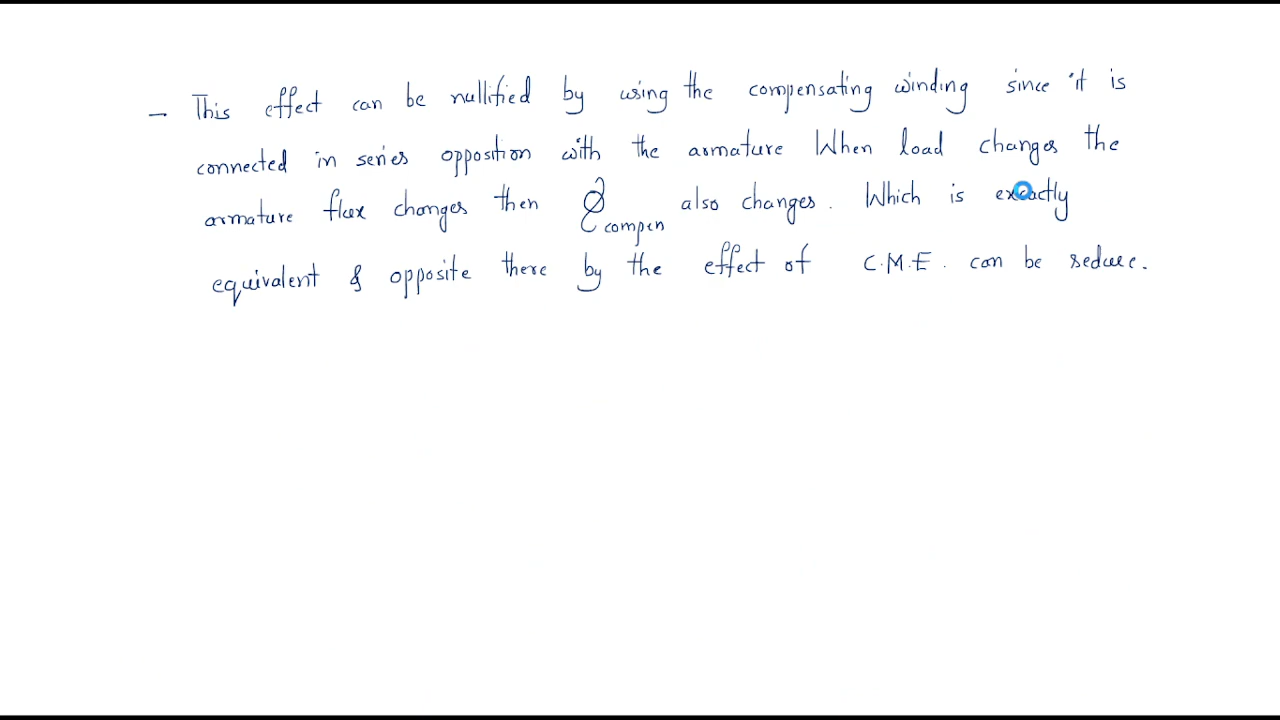 – This effect can be nullified by using the compensating winding since it is
connected in series opposition with the armature When load changes the
armature flux changes then Ø compen also changes. Which is exactly
equivalent & opposite there by the effect of C.M.E. can be reduce.